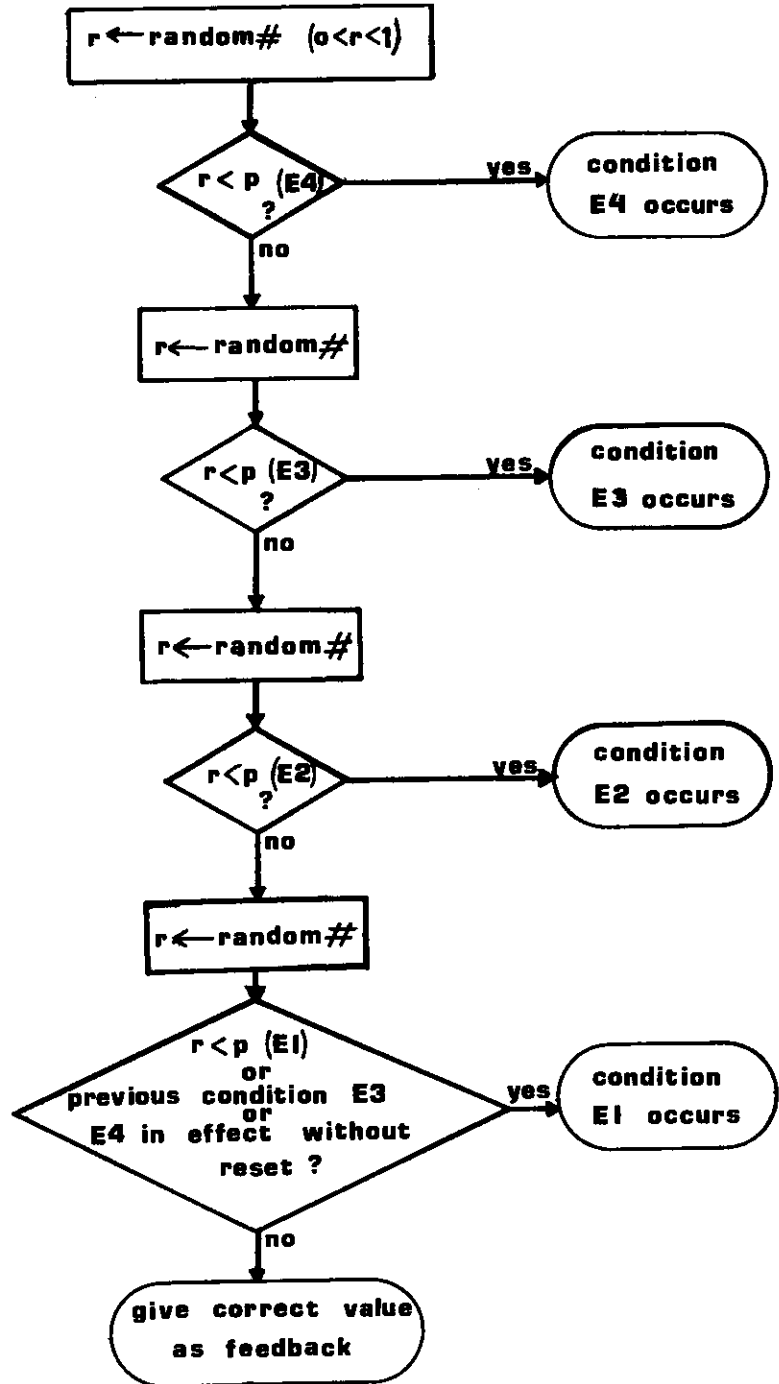 r←random# (o<r<1)
r<p (E4)
?
yes
condition
E4 occurs
no
r←random#
r<p (E3)
?
yes
condition
E3 occurs
no
r←random#
r<p (E2)
?
yes
condition
E2 occurs
no
r←random#
r<p (E1)
or
previous condition E3
or
E4 in effect without
reset ?
yes
condition
E1 occurs
no
give correct value
as feedback